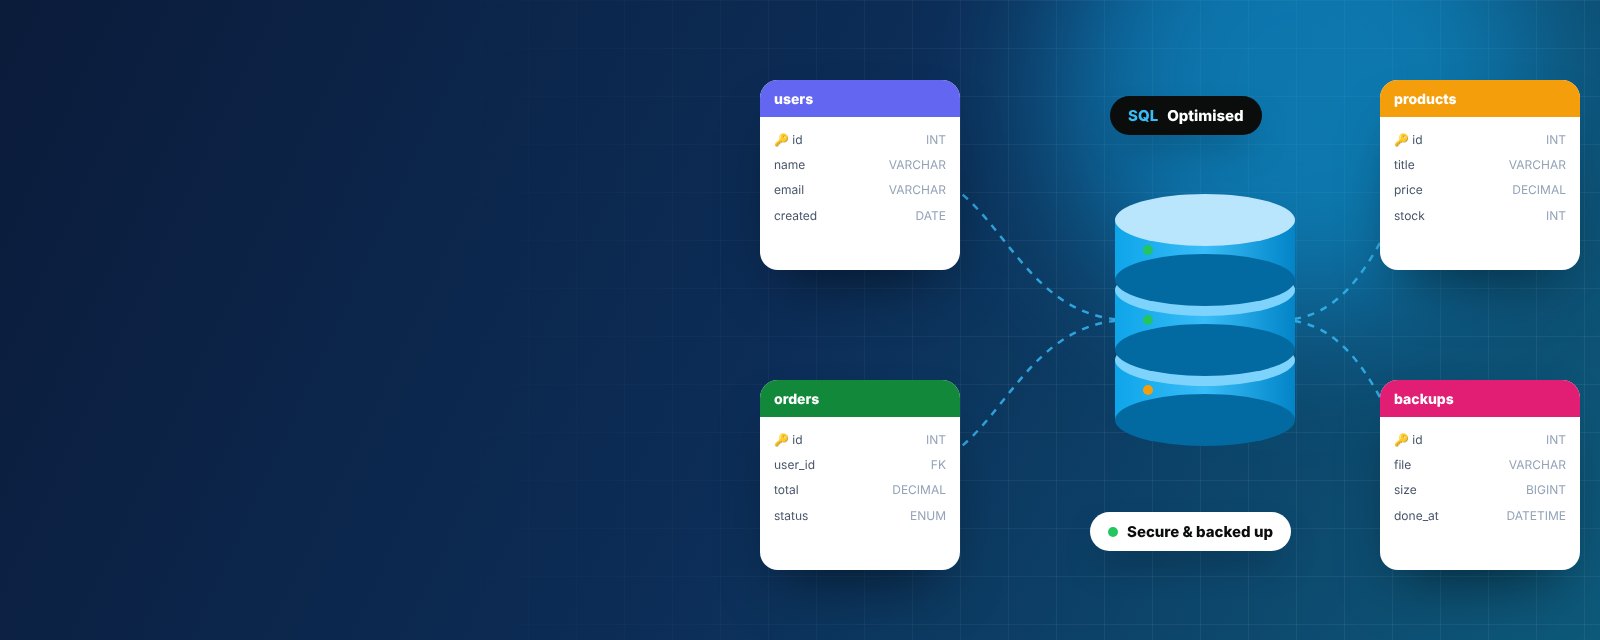 users
🔑 id INT
name VARCHAR
email VARCHAR
created DATE
SQL Optimised
products
🔑 id INT
title VARCHAR
price DECIMAL
stock INT
orders
🔑 id INT
user_id FK
total DECIMAL
status ENUM
Secure & backed up
backups
🔑 id INT
file VARCHAR
size BIGINT
done_at DATETIME